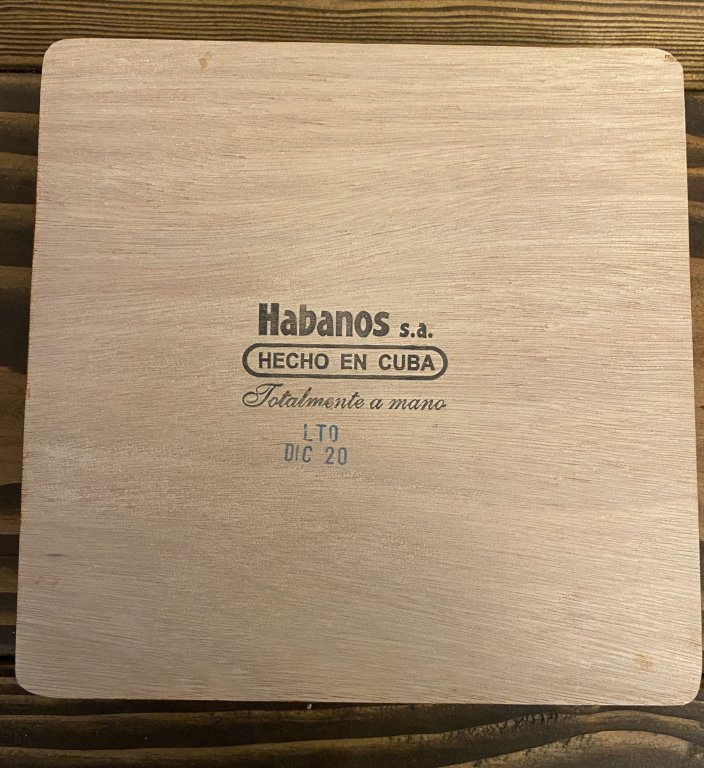 Habanos s.a.
HECHO EN CUBA
Totalmente a mano
LTO
DIC 20